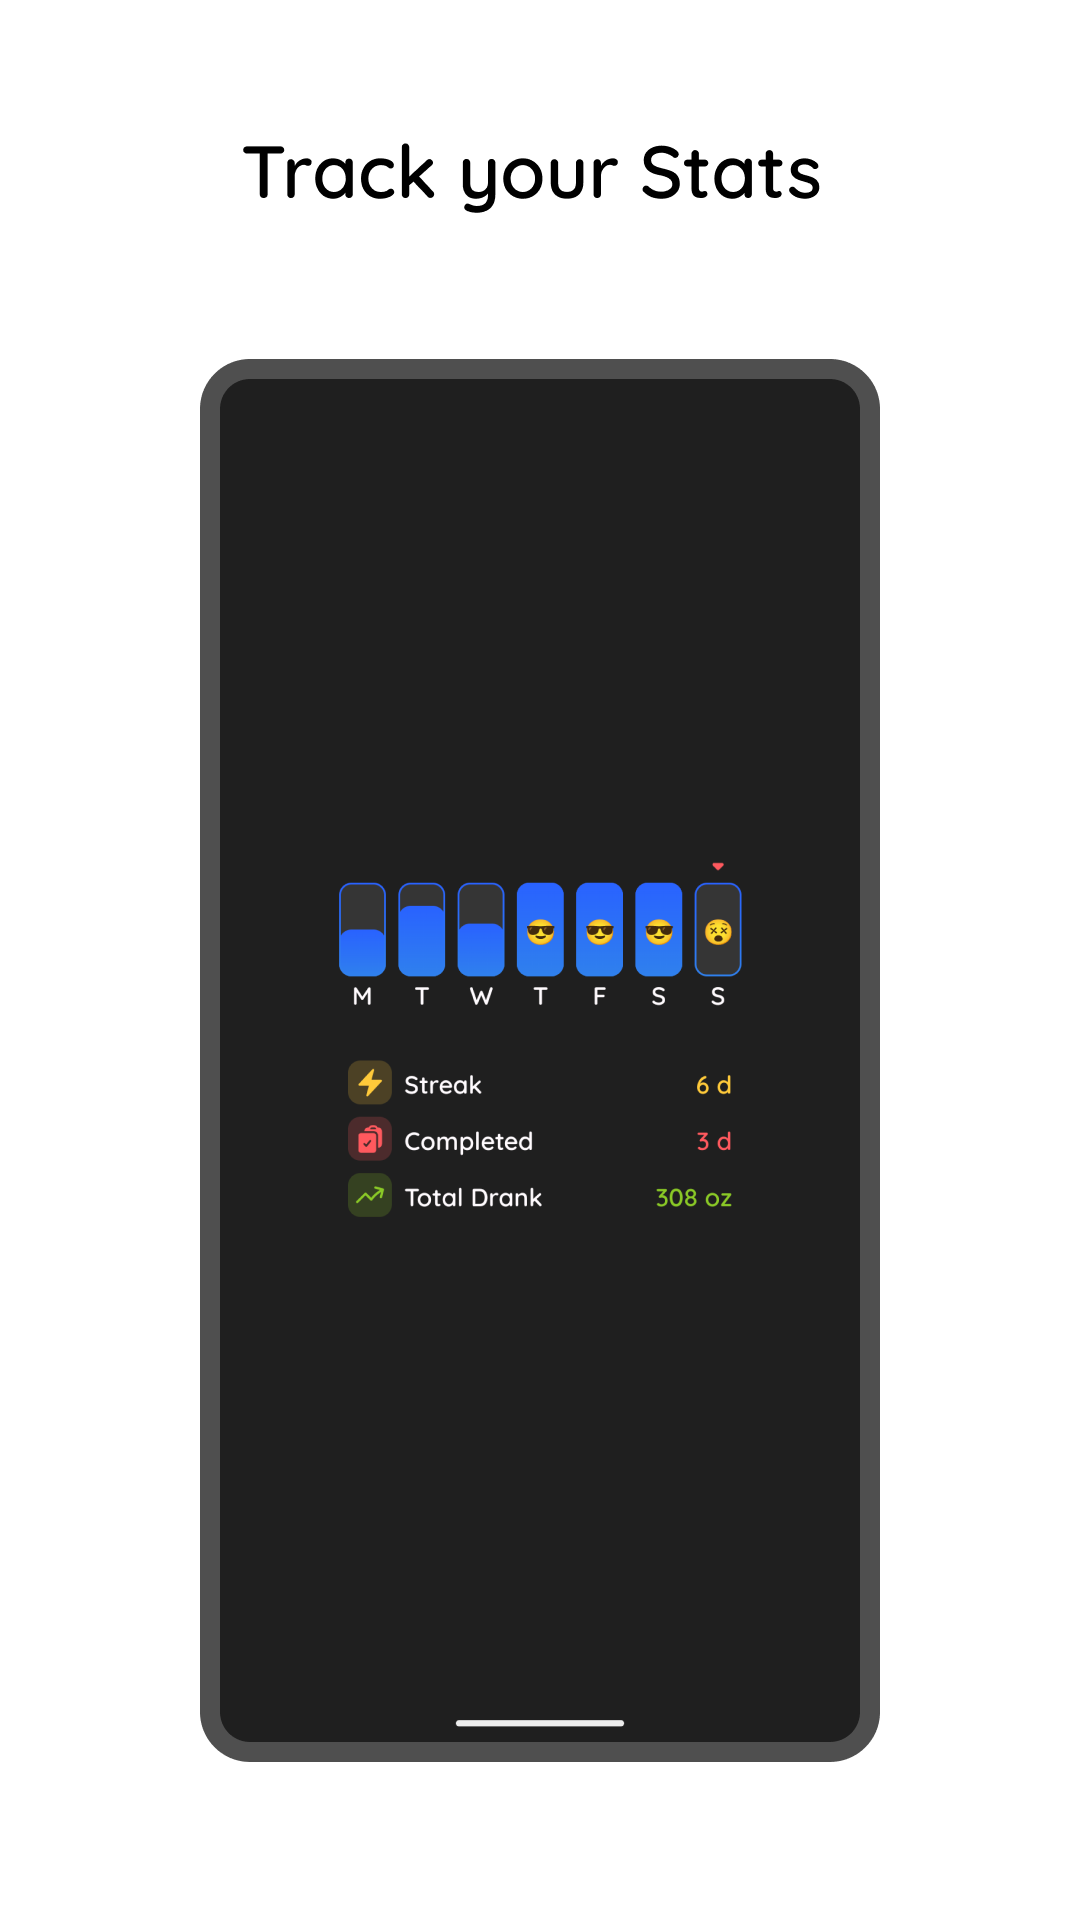 Track your Stats
M T W T F S S
Streak 6 d
Completed 3 d
Total Drank 308 oz